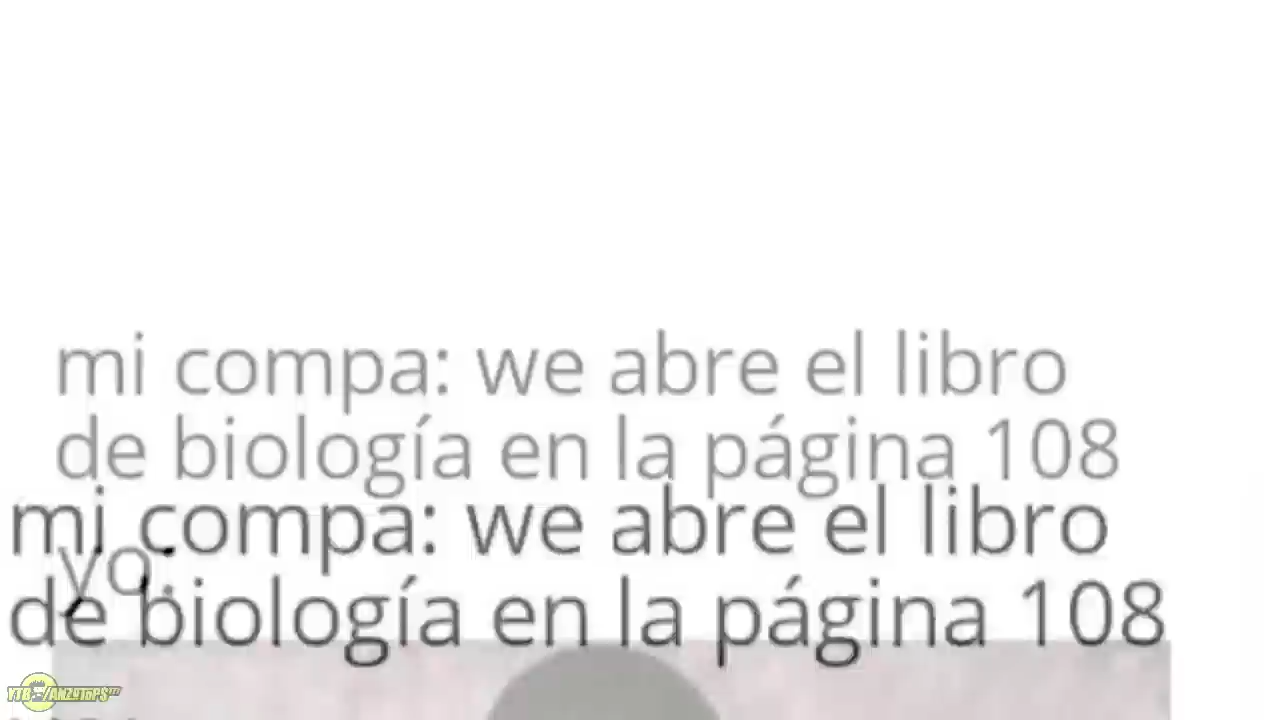 mi compa: we abre el libro
de biología en la página 108
yo:
mi compa: we abre el libro
de biología en la página 108